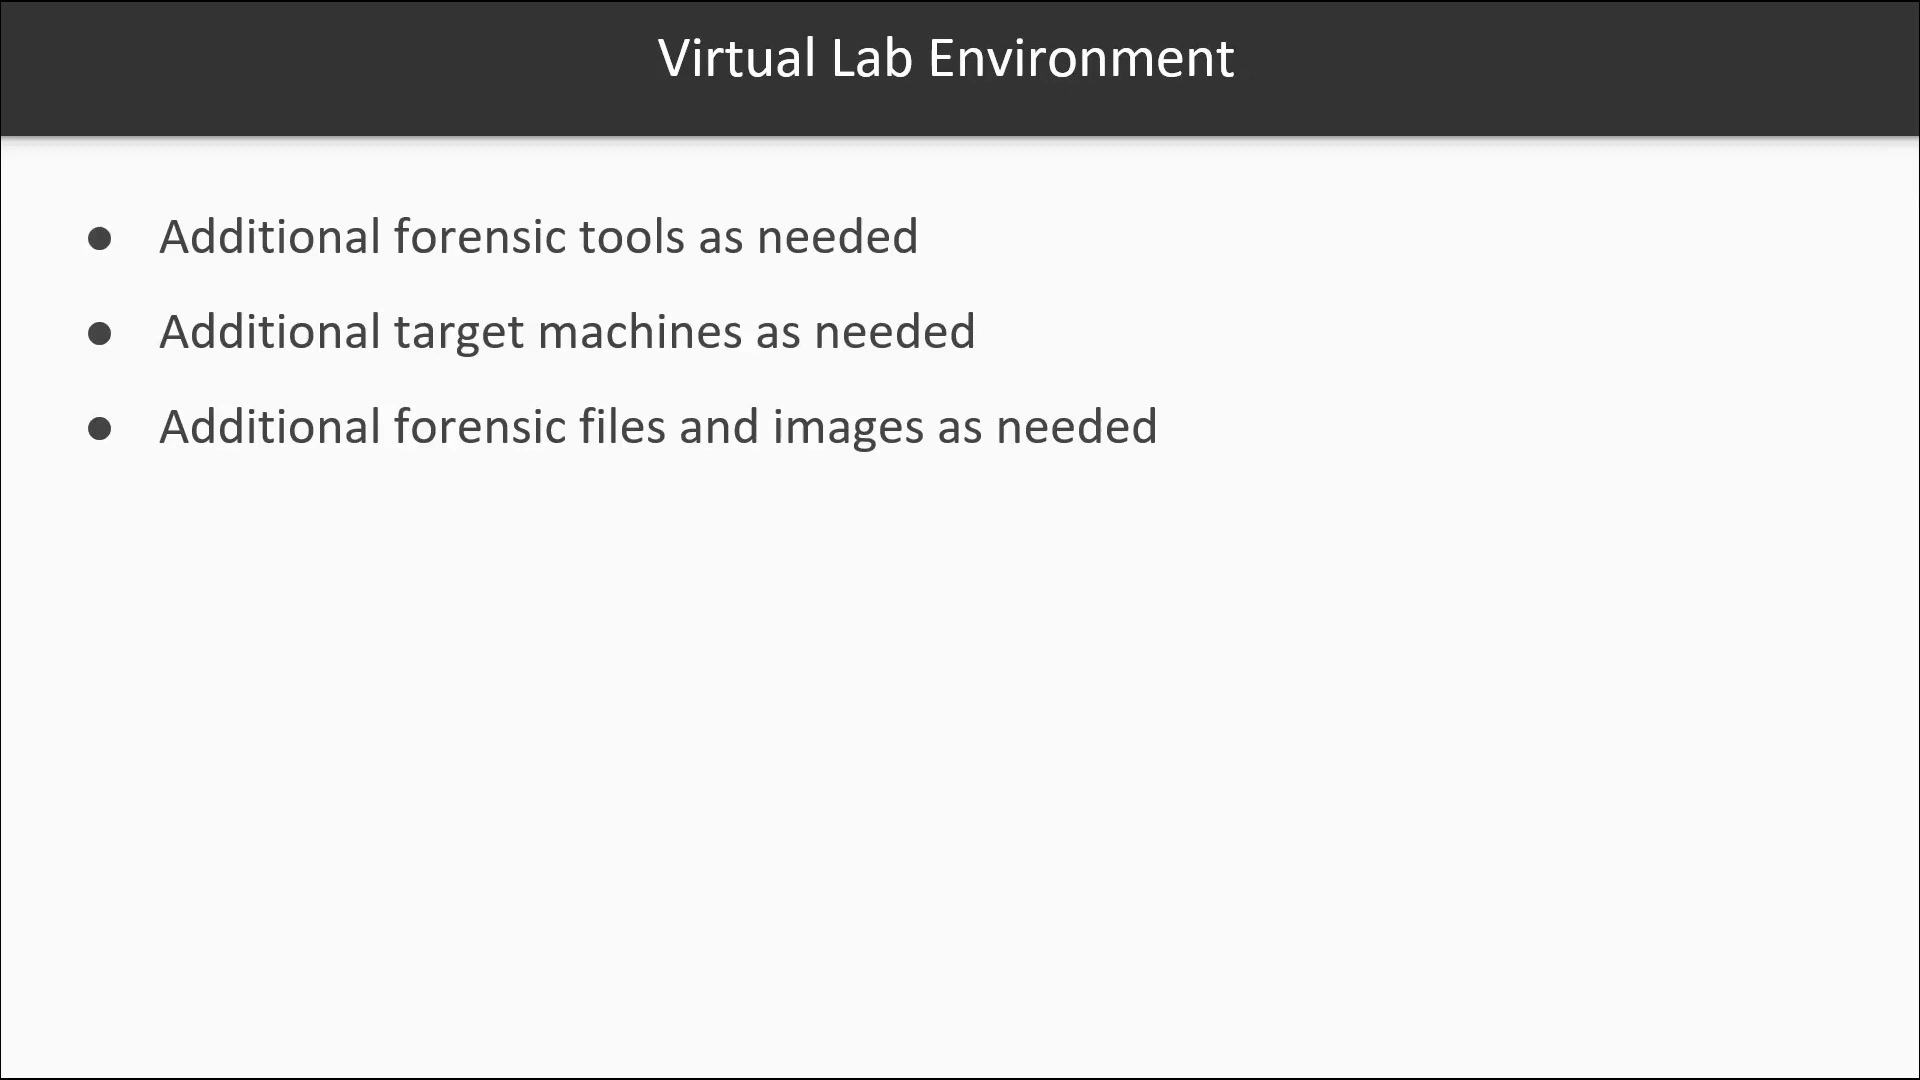 Virtual Lab Environment
● Additional forensic tools as needed
● Additional target machines as needed
● Additional forensic files and images as needed